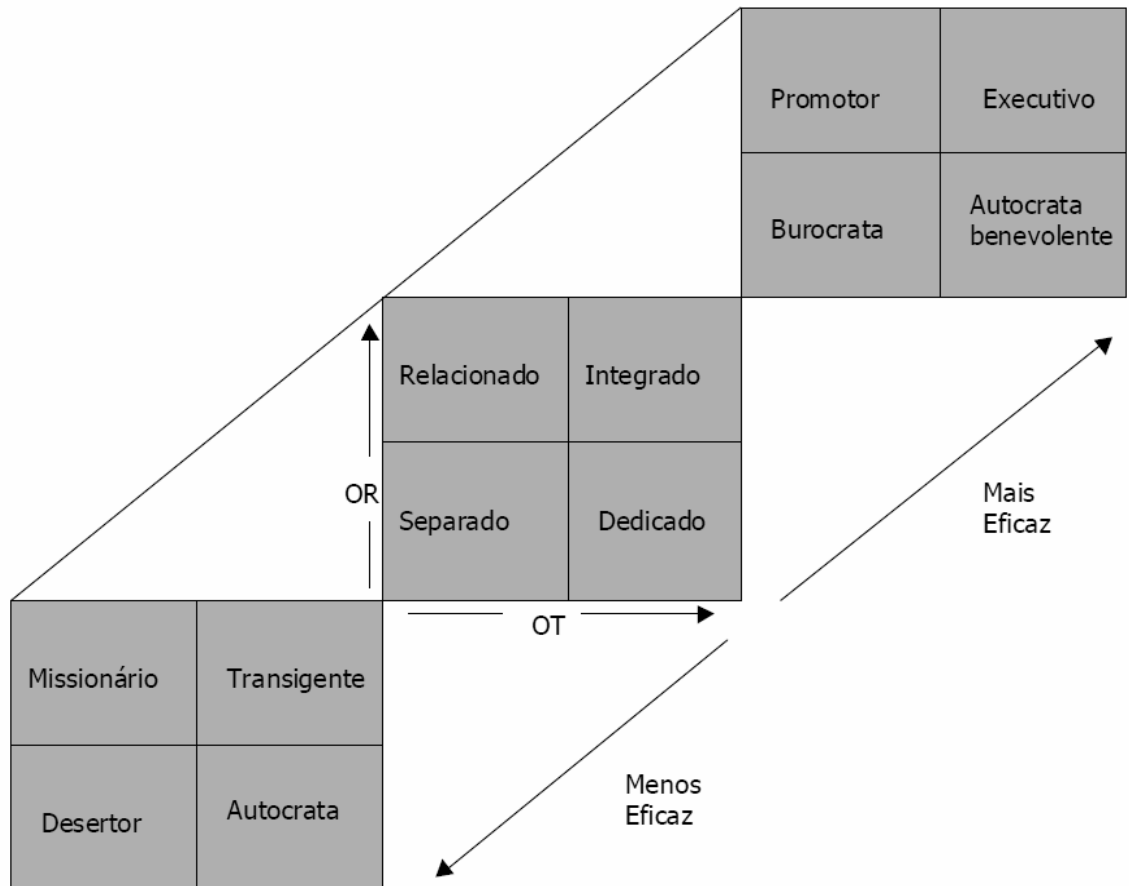 Promotor
Executivo
Burocrata
Autocrata
benevolente
Relacionado
Integrado
OR
Separado
Dedicado
Mais
Eficaz
OT
Missionário
Transigente
Menos
Eficaz
Desertor
Autocrata